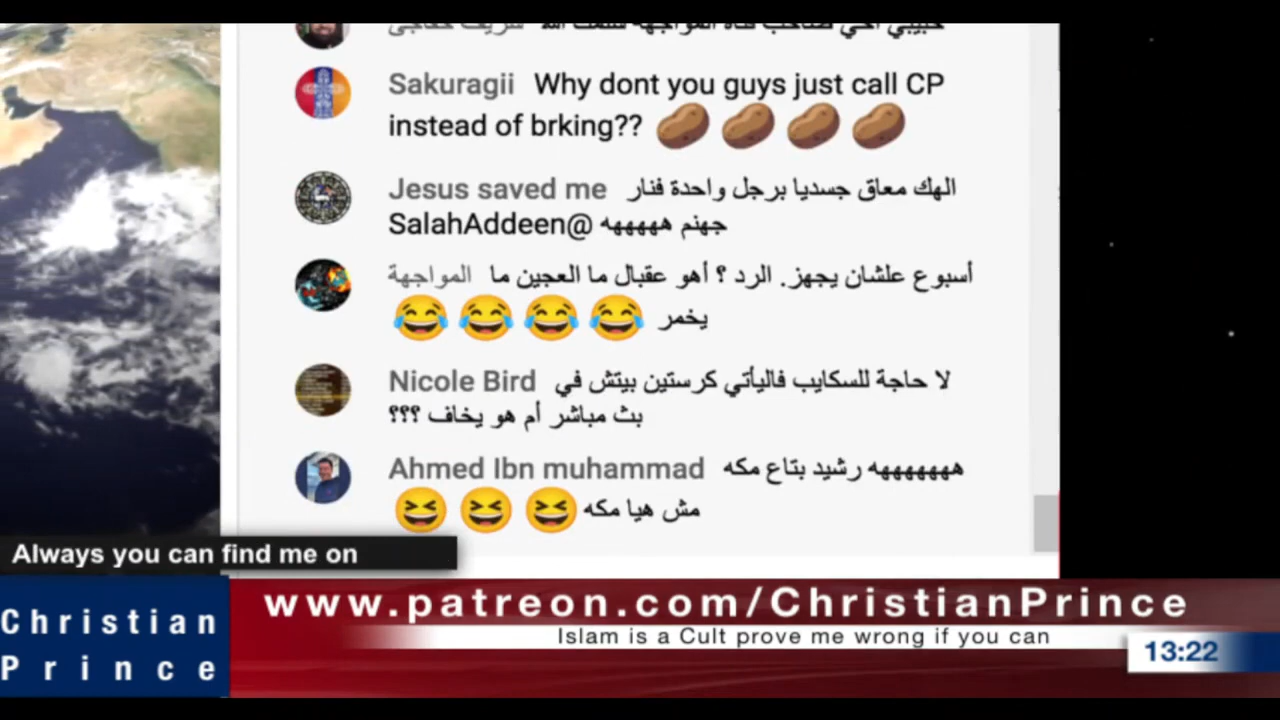 Sakuragii Why dont you guys just call CP
instead of brking??
Jesus saved me الهك معاق جسديا برجل واحدة فنار
جهنم هههههه @SalahAddeen
المواجهة أسبوع علشان يجهز. الرد ؟ أهو عقبال ما العجين ما
يخمر
Nicole Bird لا حاجة للسكايب فاليأتي كرستين بيتش في
بث مباشر أم هو يخاف ؟؟؟
Ahmed Ibn muhammad هههههههه رشيد بتاع مكه
مش هيا مكه
Always you can find me on
www.patreon.com/ChristianPrince
Islam is a Cult prove me wrong if you can
Christian
Prince
13:22